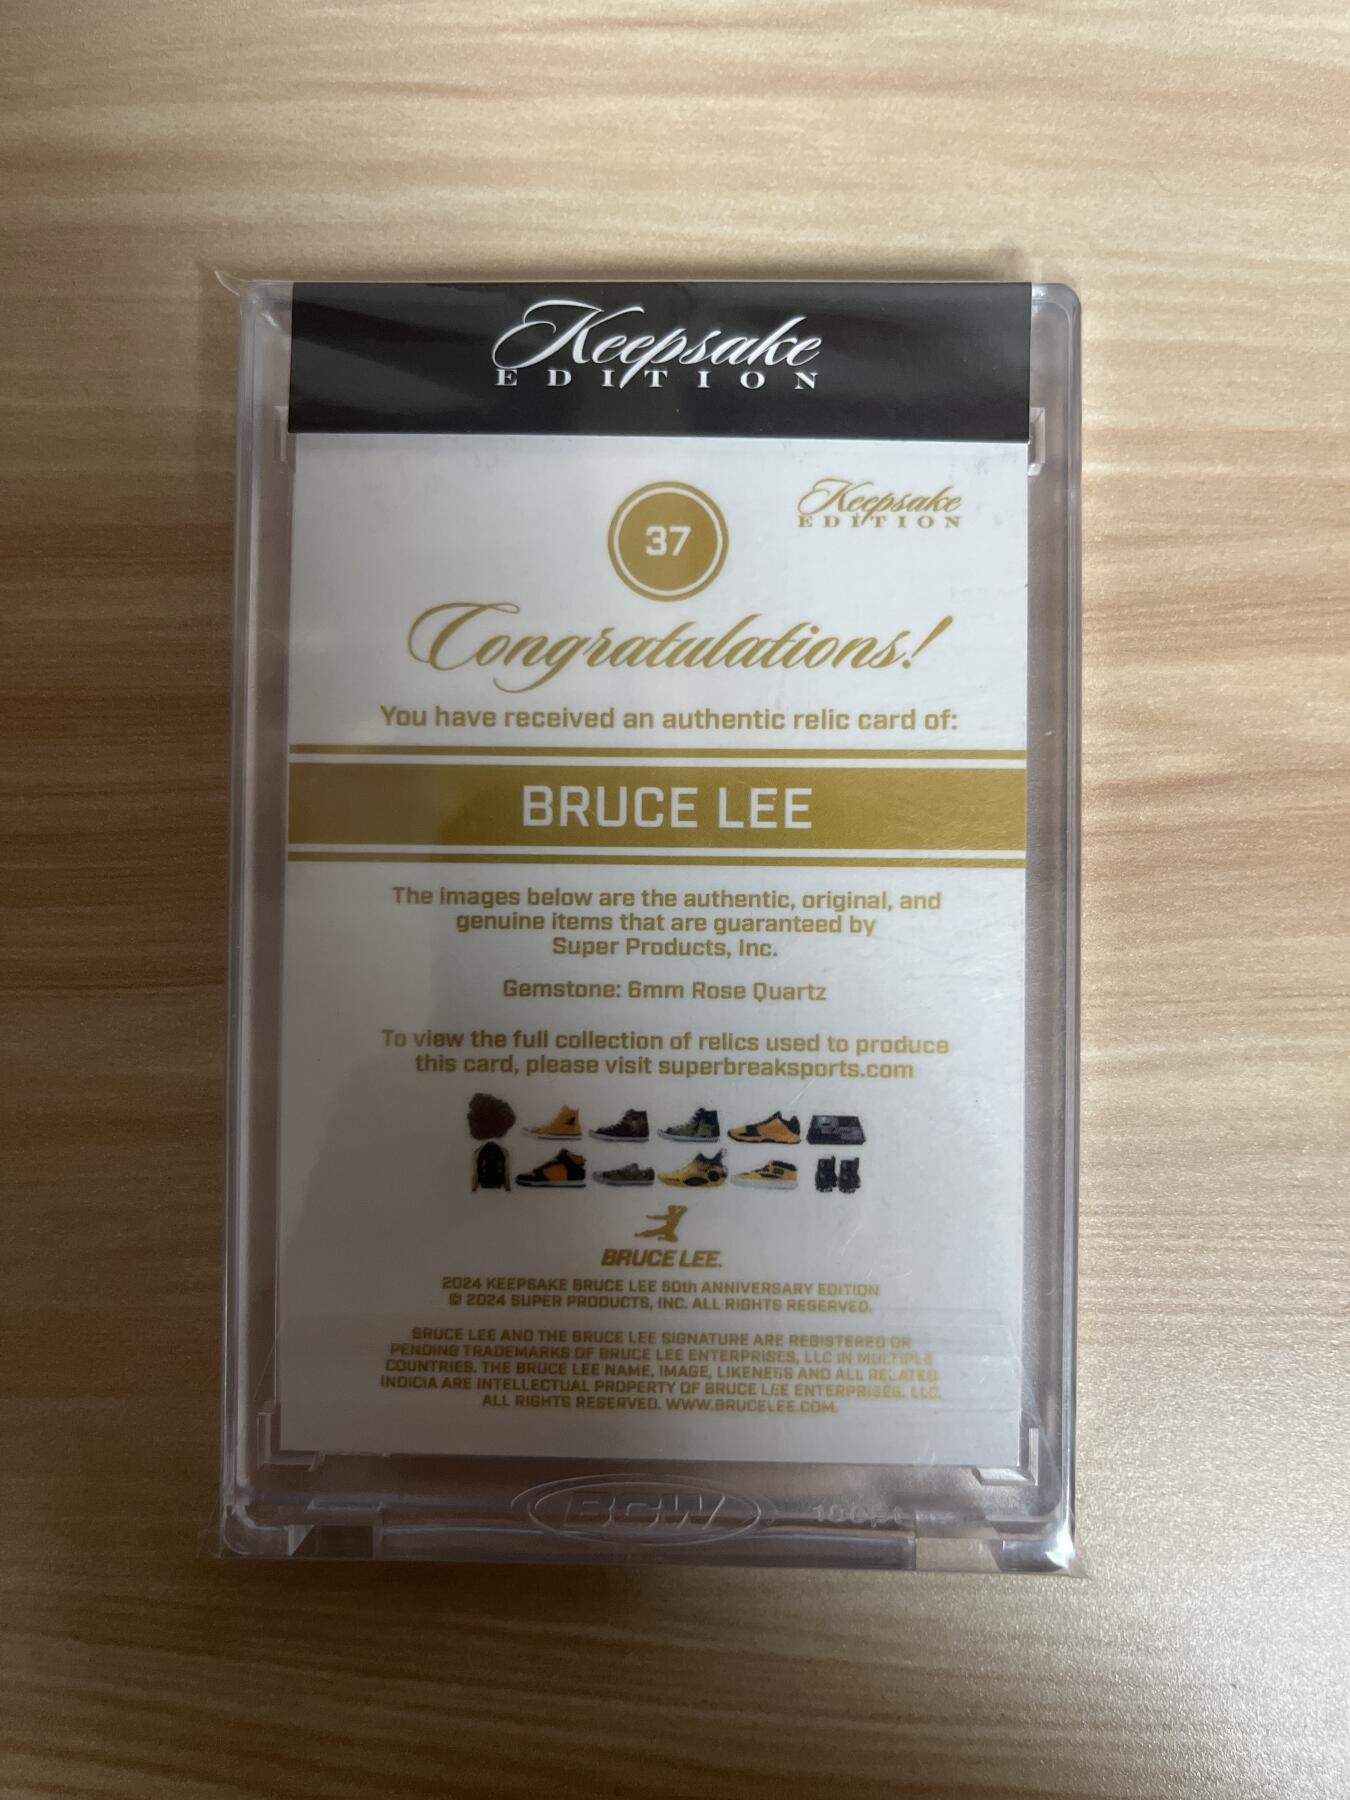 Keepsake
EDITION
37
Keepsake
EDITION
Congratulations!
You have received an authentic relic card of:
BRUCE LEE
The images below are the authentic, original, and
genuine items that are guaranteed by
Super Products, Inc.
Gemstone: 6mm Rose Quartz
To view the full collection of relics used to produce
this card, please visit superbreaksports.com
BRUCE LEE.
2024 KEEPSAKE BRUCE LEE 50th ANNIVERSARY EDITION
© 2024 SUPER PRODUCTS, INC. ALL RIGHTS RESERVED.
BRUCE LEE AND THE BRUCE LEE SIGNATURE ARE REGISTERED OR
PENDING TRADEMARKS OF BRUCE LEE ENTERPRISES, LLC IN MULTIPLE
COUNTRIES. THE BRUCE LEE NAME, IMAGE, LIKENESS AND ALL RELATED
INDICIA ARE INTELLECTUAL PROPERTY OF BRUCE LEE ENTERPRISES, LLC.
ALL RIGHTS RESERVED. WWW.BRUCELEE.COM.
BCW